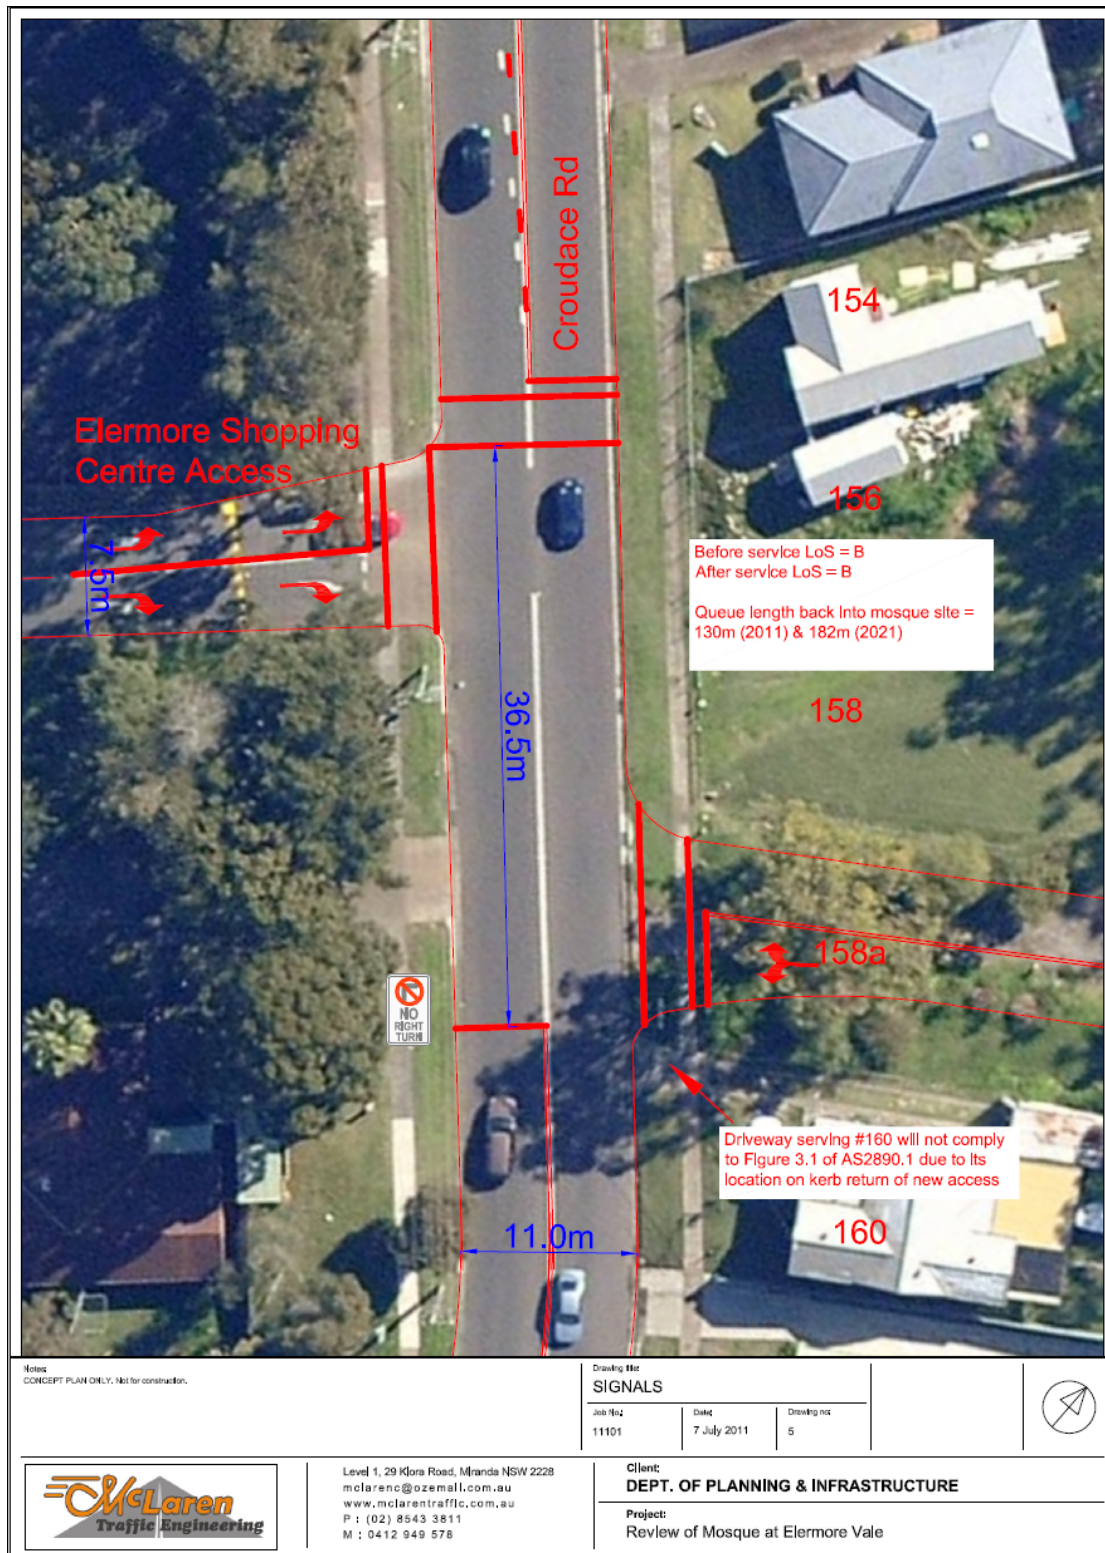 Croudace Rd
154
Elermore Shopping
Centre Access
156
7.5m
Before service LoS = B
After service LoS = B
Queue length back into mosque site =
130m (2011) & 182m (2021)
36.5m
158
158a
NO
RIGHT
TURN
Driveway serving #160 will not comply
to Figure 3.1 of AS2890.1 due to its
location on kerb return of new access
11.0m
160
Notes:
CONCEPT PLAN ONLY. Not for construction.
Drawing title:
SIGNALS
Job No.:
11101
Date:
7 July 2011
Drawing no:
5
McLaren
Traffic Engineering
Level 1, 29 Kiora Road, Miranda NSW 2228
mclarenc@ozemail.com.au
www.mclarentraffic.com.au
P : (02) 8543 3811
M : 0412 949 578
Client:
DEPT. OF PLANNING & INFRASTRUCTURE
Project:
Review of Mosque at Elermore Vale